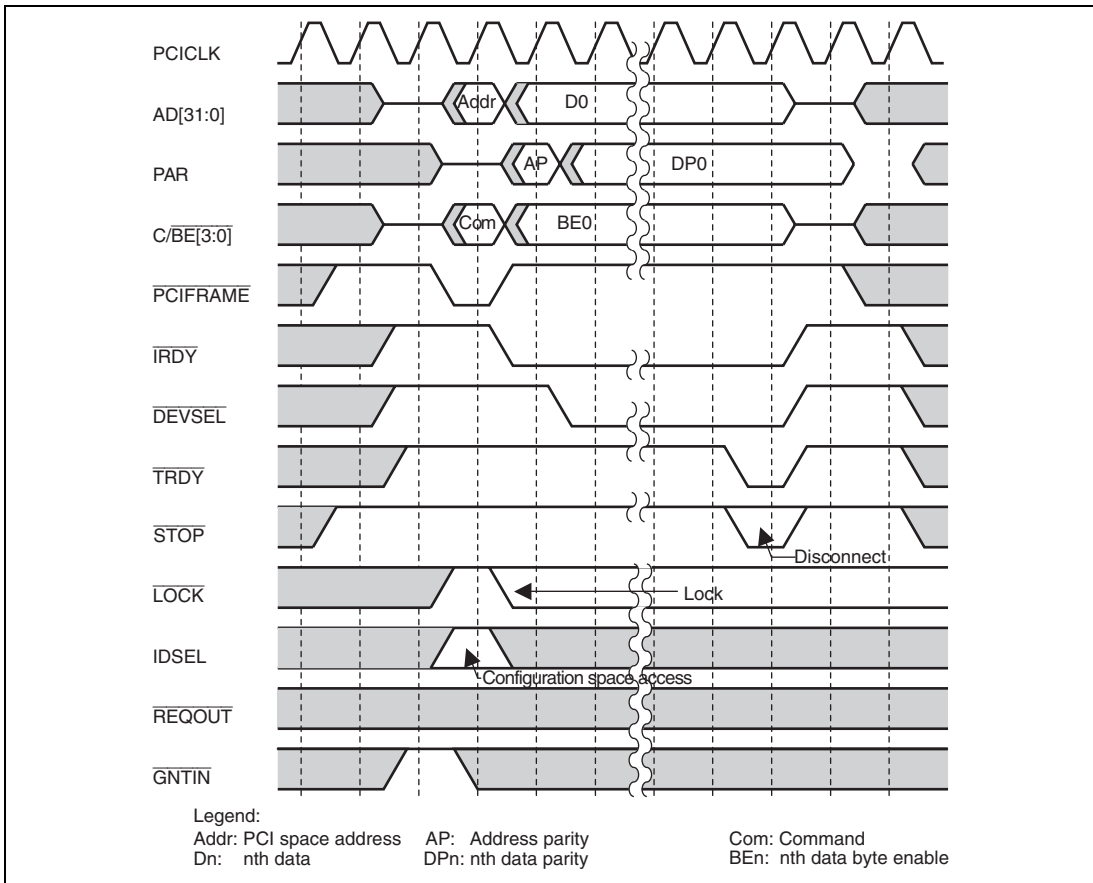 PCICLK
AD[31:0]
Addr
D0
PAR
AP
DP0
C/BE[3:0]
Com
BE0
PCIFRAME
IRDY
DEVSEL
TRDY
STOP
Disconnect
LOCK
Lock
IDSEL
Configuration space access
REQOUT
GNTIN
Legend:
Addr: PCI space address AP: Address parity Com: Command
Dn: nth data DPn: nth data parity BEn: nth data byte enable